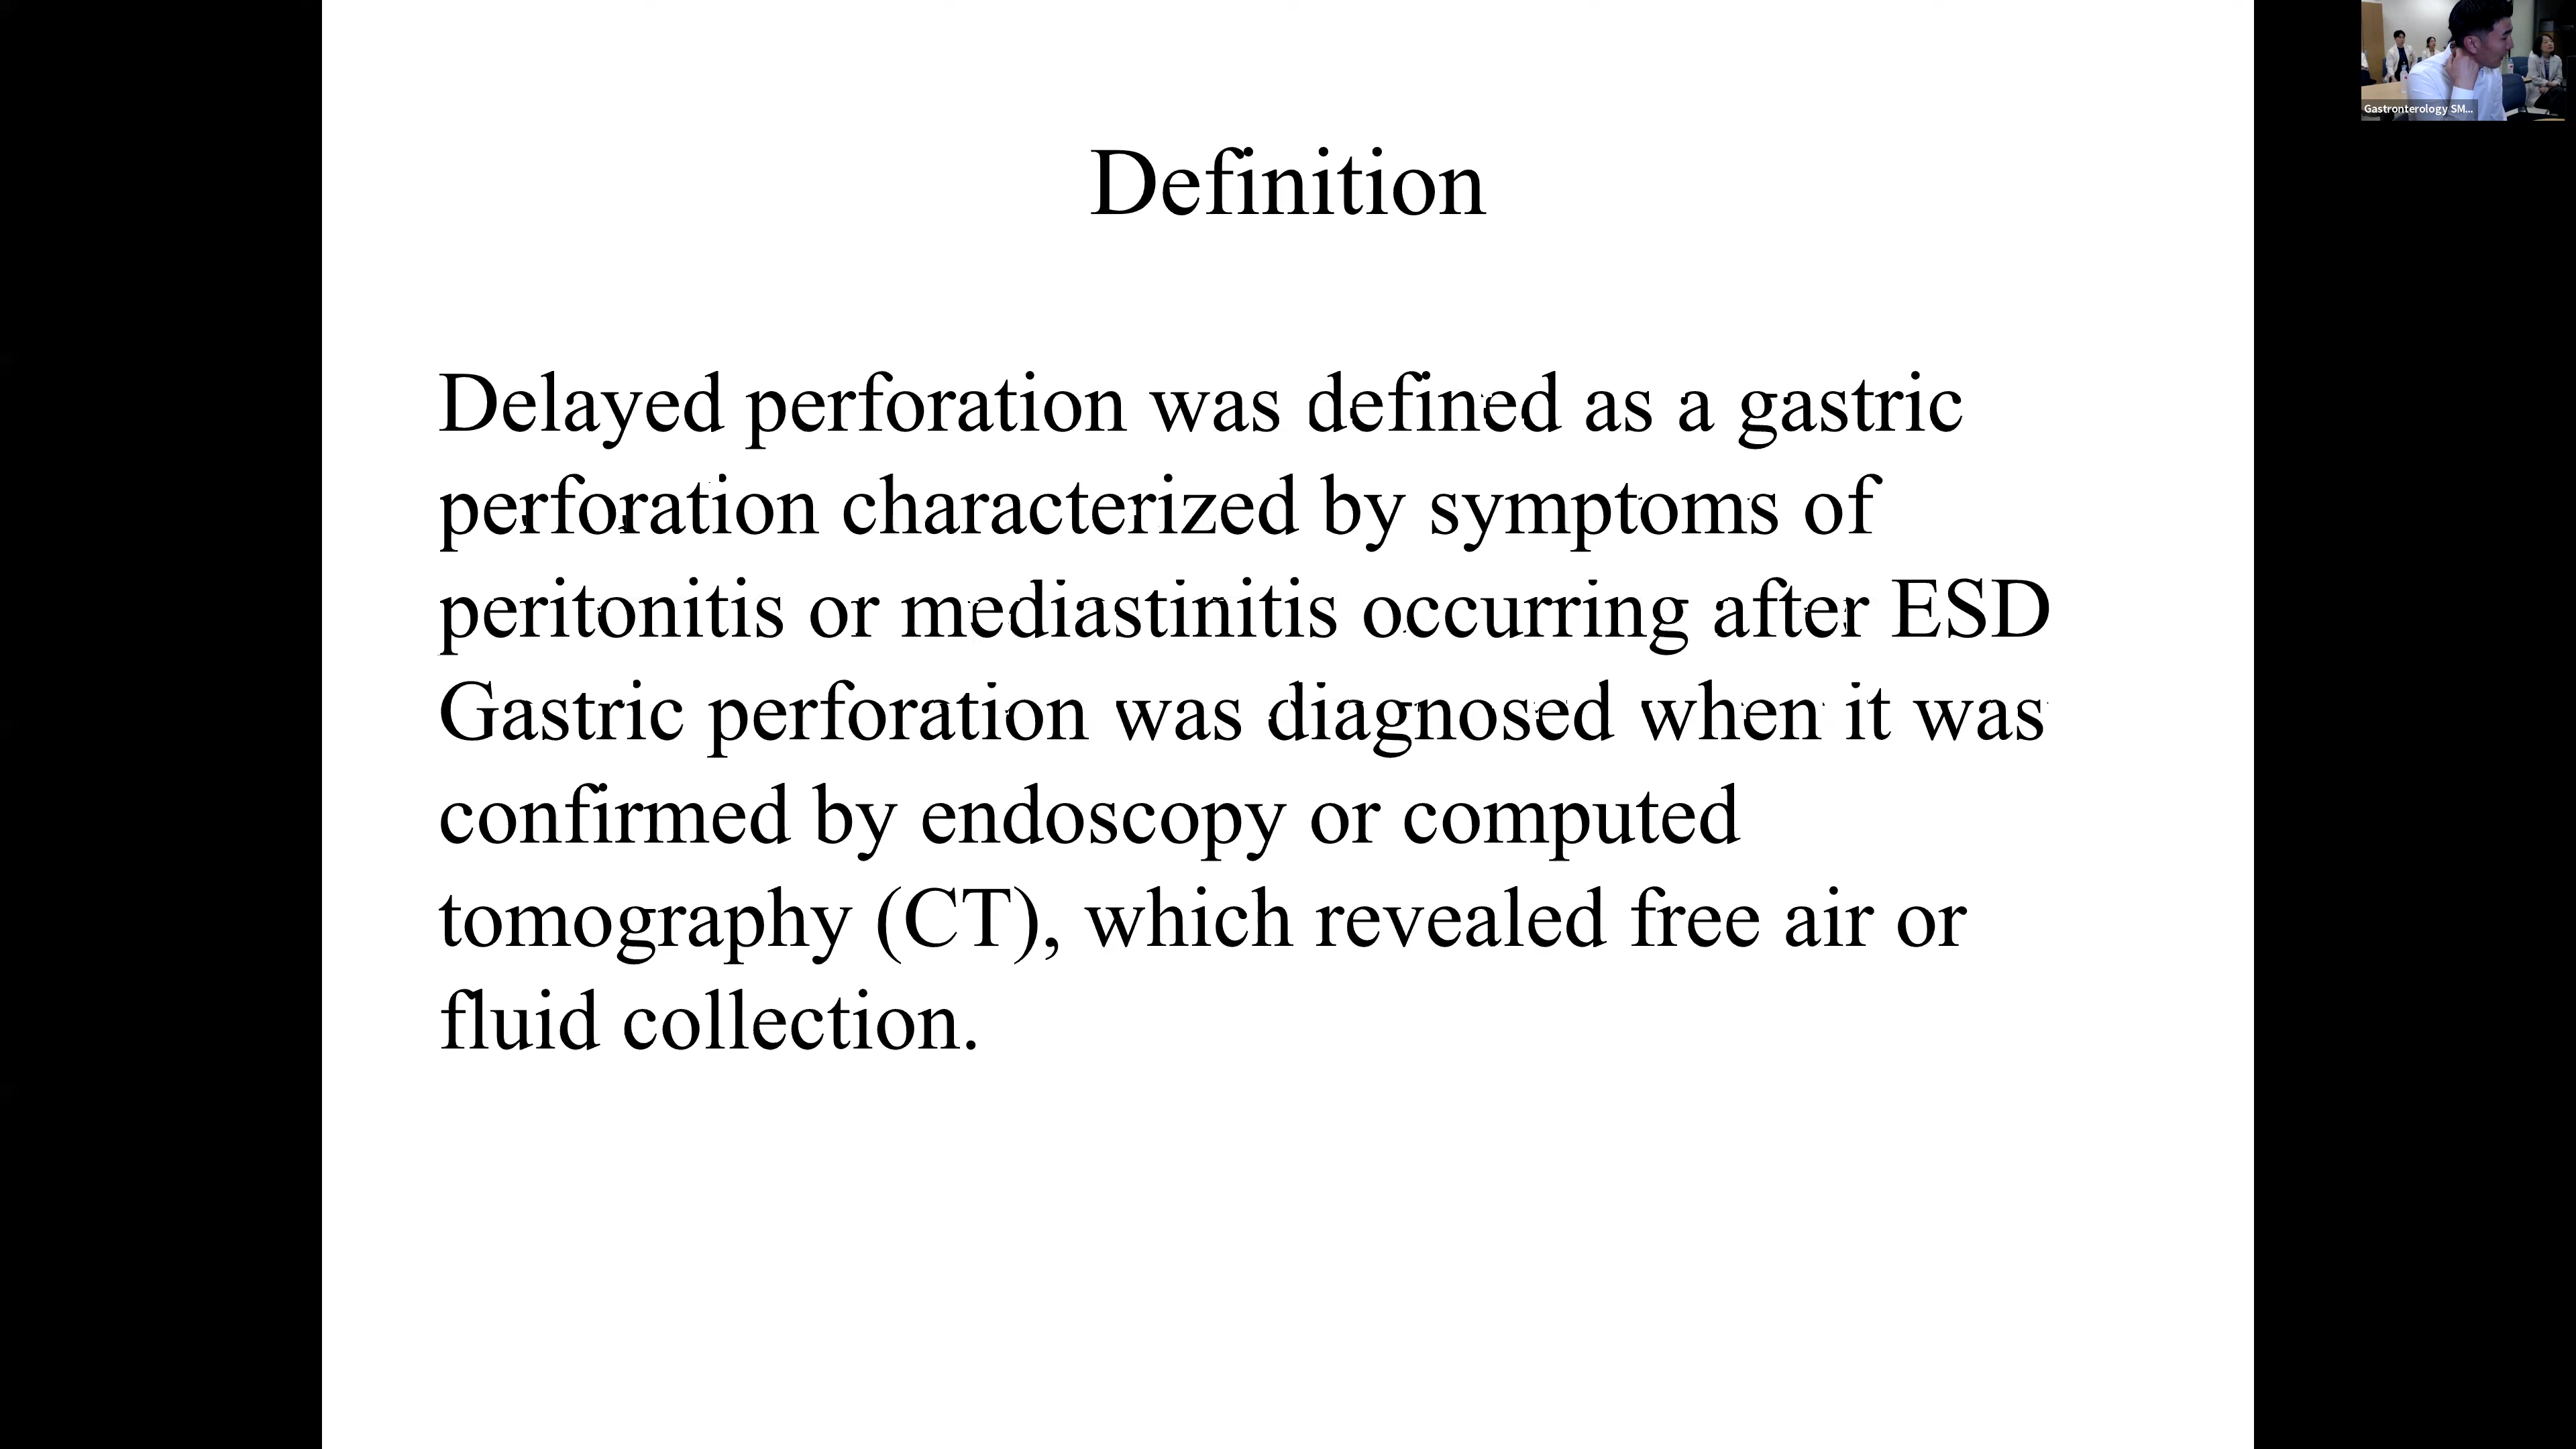 Definition
Delayed perforation was defined as a gastric
perforation characterized by symptoms of
peritonitis or mediastinitis occurring after ESD
Gastric perforation was diagnosed when it was
confirmed by endoscopy or computed
tomography (CT), which revealed free air or
fluid collection.
Gastronterology SM...